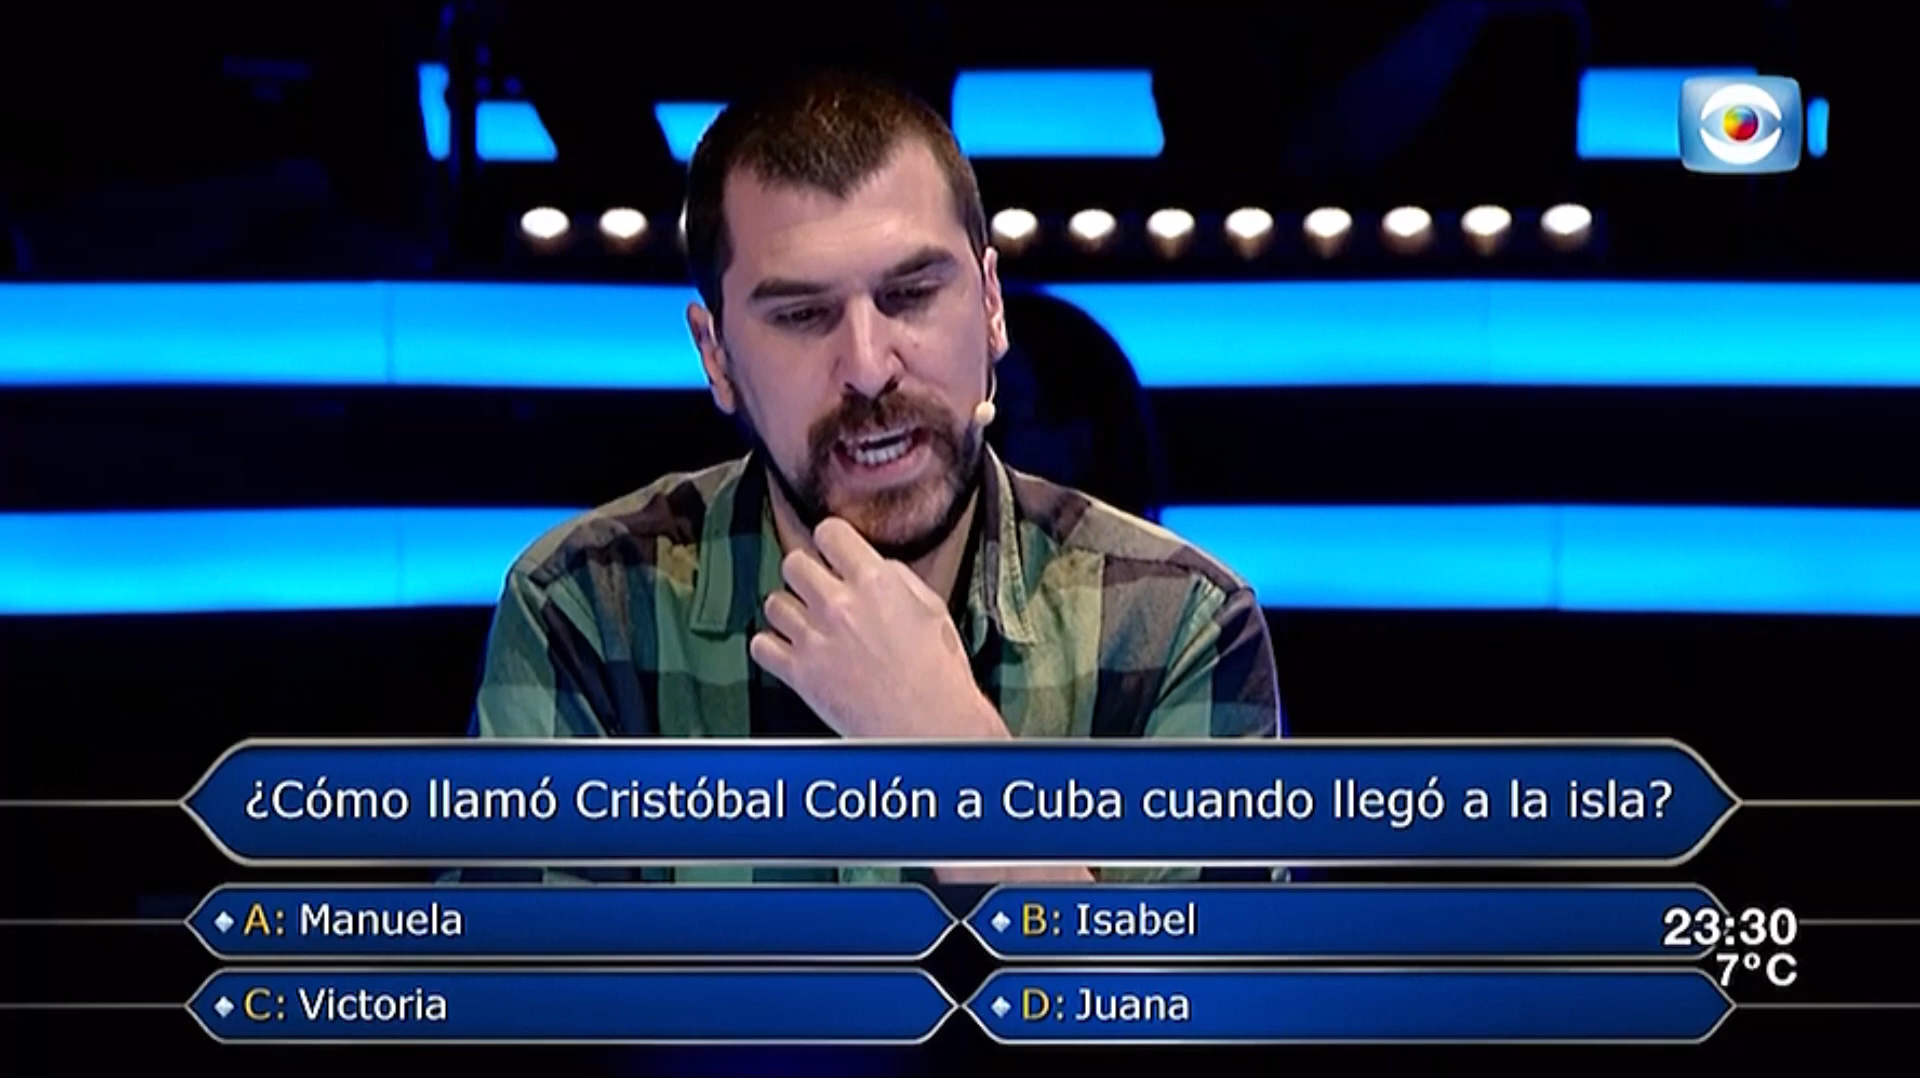 ¿Cómo llamó Cristóbal Colón a Cuba cuando llegó a la isla?
A: Manuela
B: Isabel
C: Victoria
D: Juana
23:30
7°C